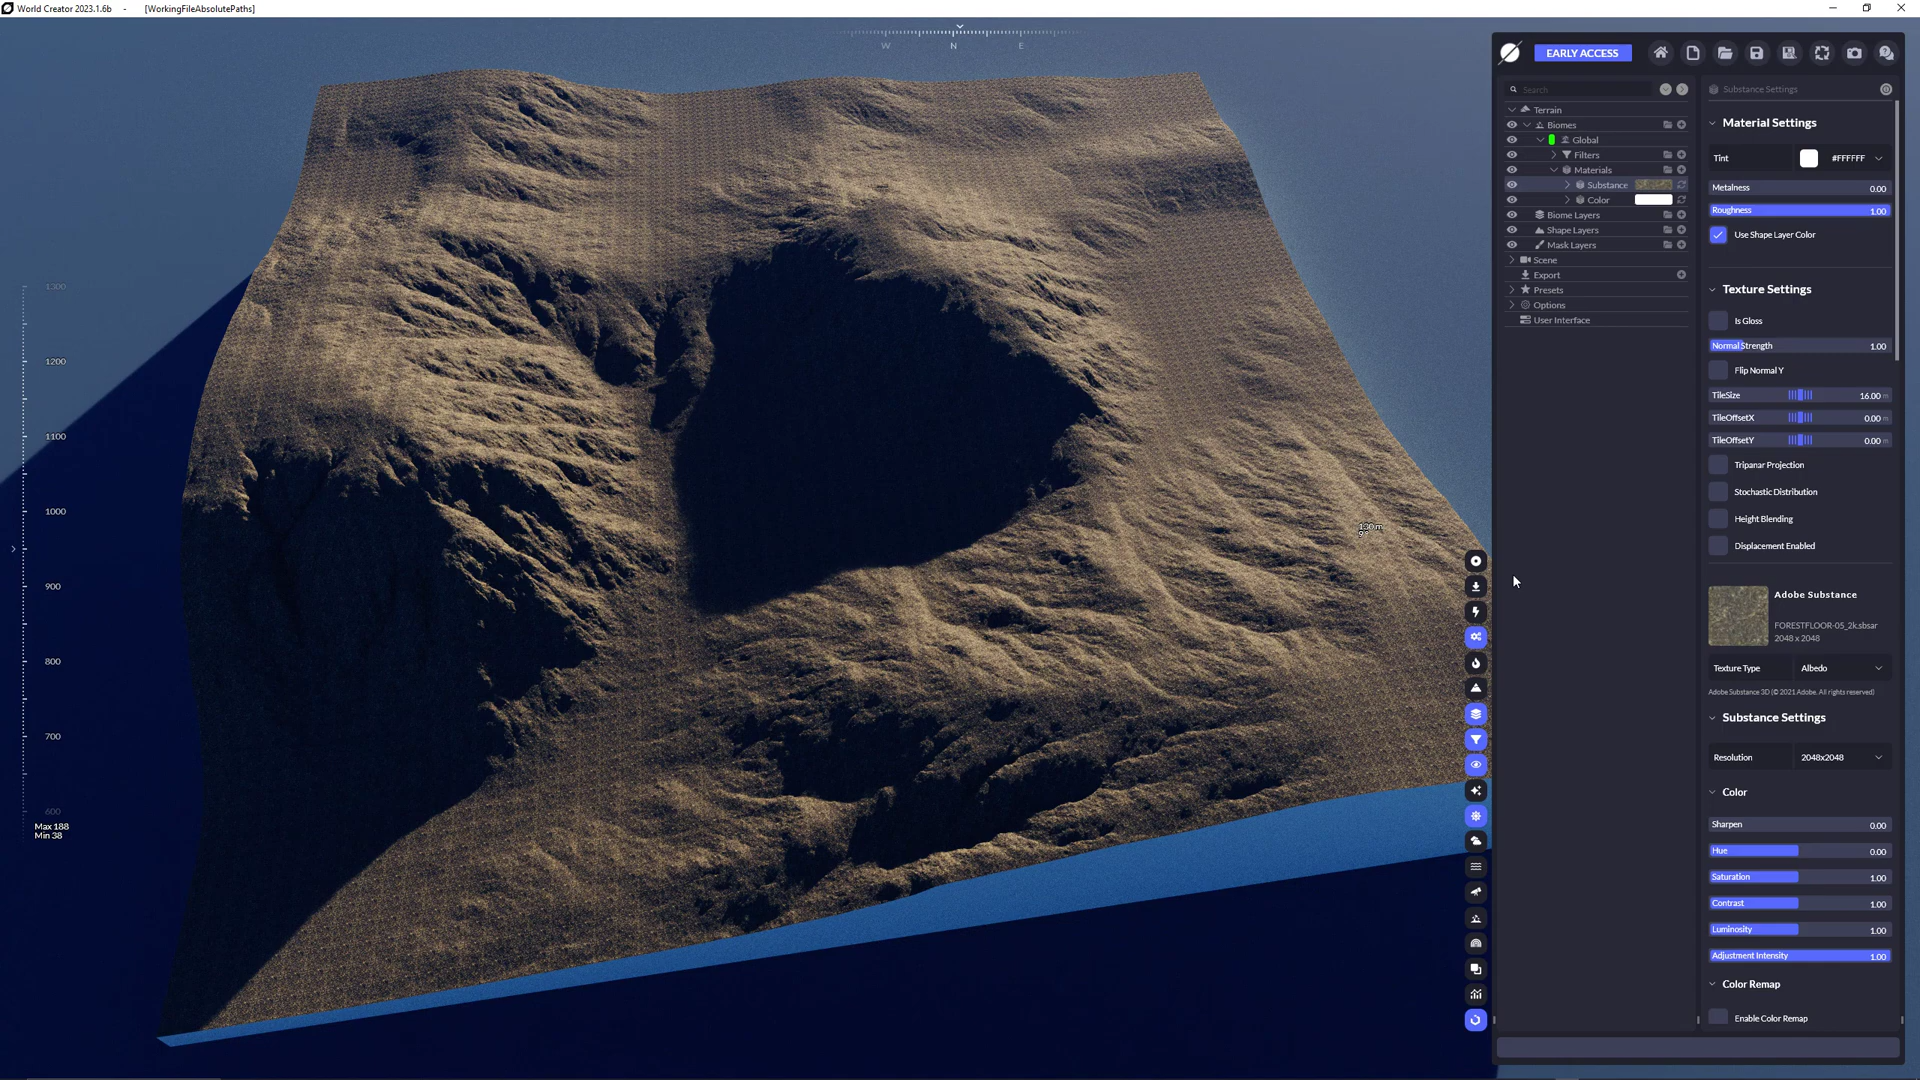 World Creator 2023.1.6b - [WorkingFileAbsolutePaths]
W N E
EARLY ACCESS
Search
Terrain
Biomes
Global
Filters
Materials
Substance
Color
Biome Layers
Shape Layers
Mask Layers
Scene
Export
Presets
Options
User Interface
Substance Settings
Material Settings
Tint #FFFFFF
Metalness 0.00
Roughness 1.00
Use Shape Layer Color
Texture Settings
Is Gloss
Normal Strength 1.00
Flip Normal Y
TileSize 16.00 m
TileOffsetX 0.00 m
TileOffsetY 0.00 m
Tripanar Projection
Stochastic Distribution
Height Blending
Displacement Enabled
Adobe Substance
FORESTFLOOR-05_2k.sbsar
2048 x 2048
Texture Type Albedo
Adobe Substance 3D (© 2021 Adobe. All rights reserved)
Substance Settings
Resolution 2048x2048
Color
Sharpen 0.00
Hue 0.00
Saturation 1.00
Contrast 1.00
Luminosity 1.00
Adjustment Intensity 1.00
Color Remap
Enable Color Remap
1300
1200
1100
1000
900
800
700
600
Max 188
Min 38
130 m
9°